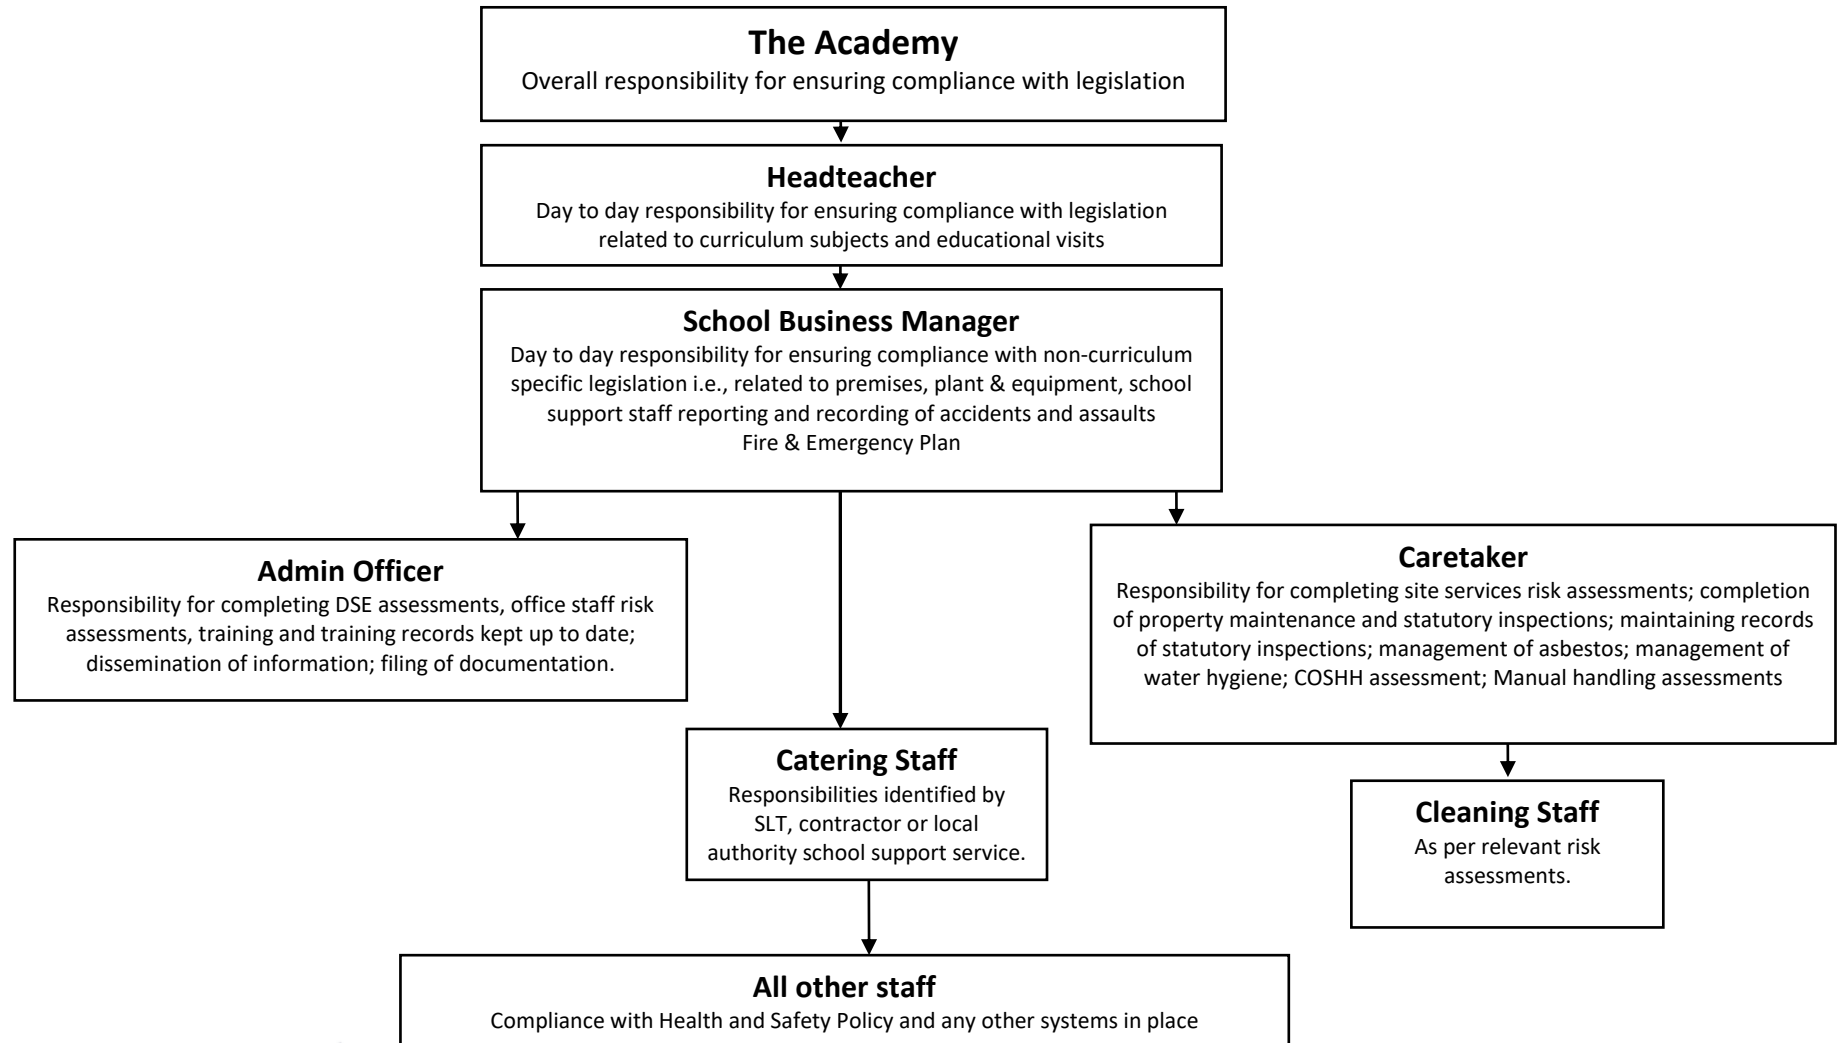 The Academy
Overall responsibility for ensuring compliance with legislation
Headteacher
Day to day responsibility for ensuring compliance with legislation
related to curriculum subjects and educational visits
School Business Manager
Day to day responsibility for ensuring compliance with non-curriculum
specific legislation i.e., related to premises, plant & equipment, school
support staff reporting and recording of accidents and assaults
Fire & Emergency Plan
Admin Officer
Responsibility for completing DSE assessments, office staff risk
assessments, training and training records kept up to date;
dissemination of information; filing of documentation.
Caretaker
Responsibility for completing site services risk assessments; completion
of property maintenance and statutory inspections; maintaining records
of statutory inspections; management of asbestos; management of
water hygiene; COSHH assessment; Manual handling assessments
Catering Staff
Responsibilities identified by
SLT, contractor or local
authority school support service.
Cleaning Staff
As per relevant risk
assessments.
All other staff
Compliance with Health and Safety Policy and any other systems in place